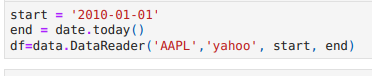 start = '2010-01-01'
end = date.today()
df=data.DataReader('AAPL','yahoo', start, end)